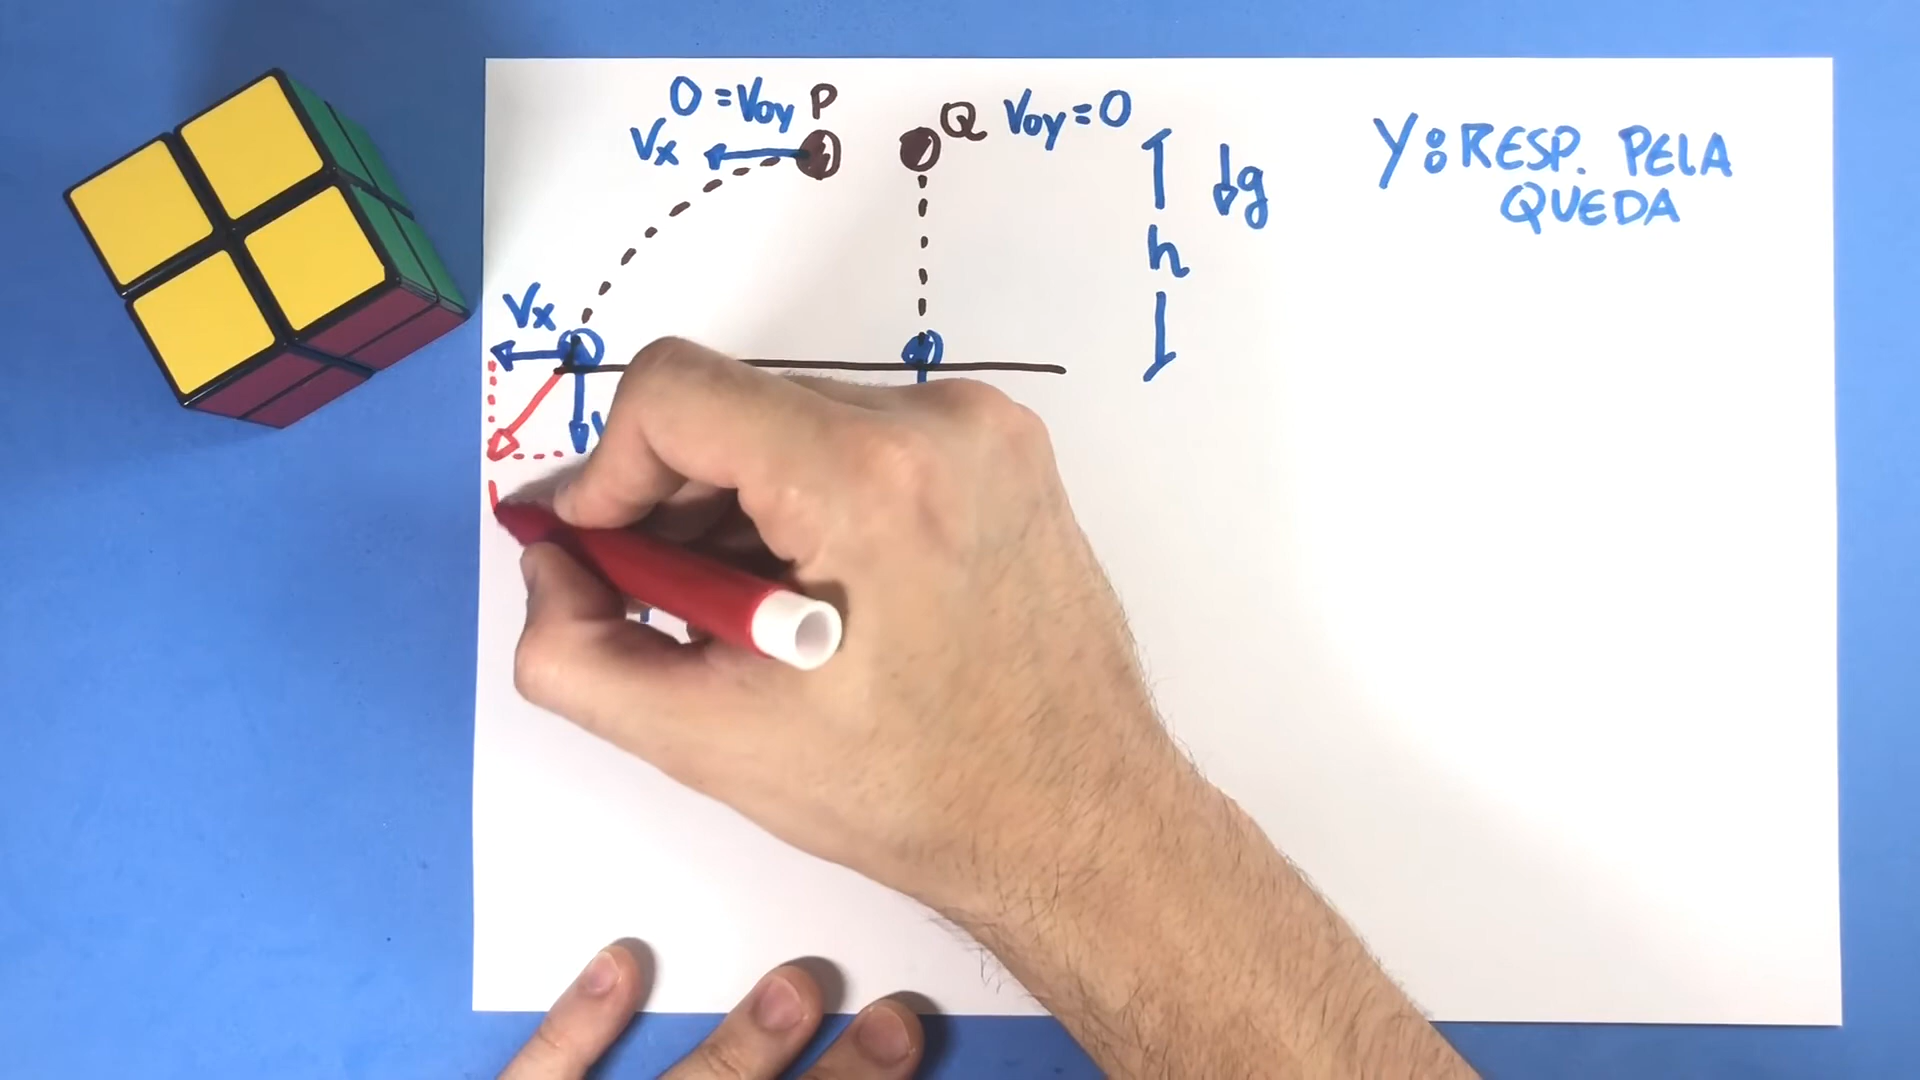 0 = Voy P
Q Voy = 0
Vx
h
↓g
Y: RESP. PELA
QUEDA
Vx